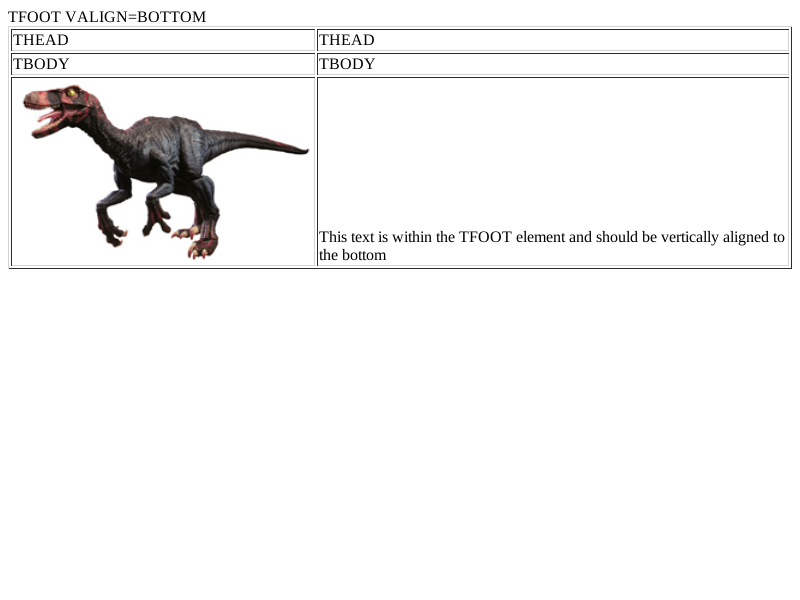 TFOOT VALIGN=BOTTOM
THEAD THEAD
TBODY TBODY
This text is within the TFOOT element and should be vertically aligned to
the bottom